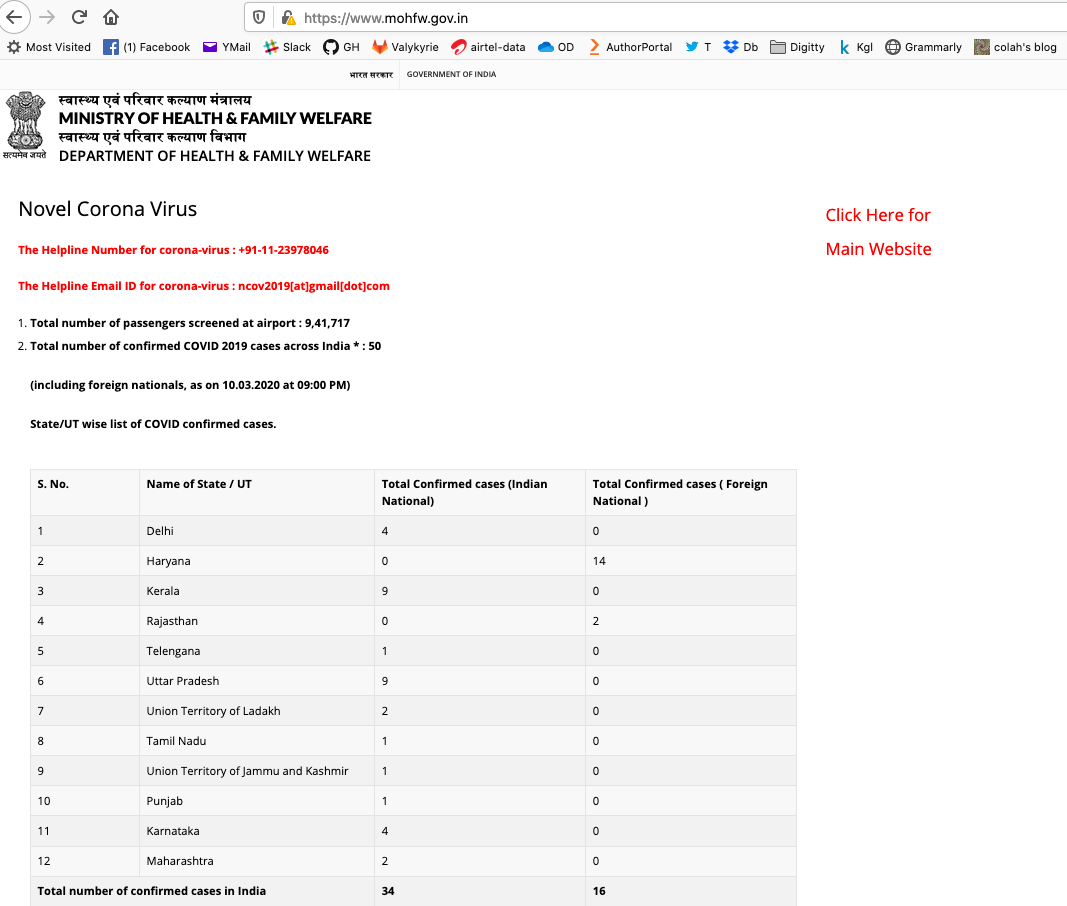 https://www.mohfw.gov.in
Most Visited (1) Facebook YMail Slack GH Valykyrie airtel-data OD AuthorPortal T Db Digitty Kgl Grammarly colah's blog
भारत सरकार GOVERNMENT OF INDIA
स्वास्थ्य एवं परिवार कल्याण मंत्रालय
MINISTRY OF HEALTH & FAMILY WELFARE
स्वास्थ्य एवं परिवार कल्याण विभाग
सत्यमेव जयते
DEPARTMENT OF HEALTH & FAMILY WELFARE
Novel Corona Virus
Click Here for
Main Website
The Helpline Number for corona-virus : +91-11-23978046
The Helpline Email ID for corona-virus : ncov2019[at]gmail[dot]com
1. Total number of passengers screened at airport : 9,41,717
2. Total number of confirmed COVID 2019 cases across India * : 50
(including foreign nationals, as on 10.03.2020 at 09:00 PM)
State/UT wise list of COVID confirmed cases.
S. No. Name of State / UT Total Confirmed cases (Indian National) Total Confirmed cases ( Foreign National )
1 Delhi 4 0
2 Haryana 0 14
3 Kerala 9 0
4 Rajasthan 0 2
5 Telengana 1 0
6 Uttar Pradesh 9 0
7 Union Territory of Ladakh 2 0
8 Tamil Nadu 1 0
9 Union Territory of Jammu and Kashmir 1 0
10 Punjab 1 0
11 Karnataka 4 0
12 Maharashtra 2 0
Total number of confirmed cases in India 34 16